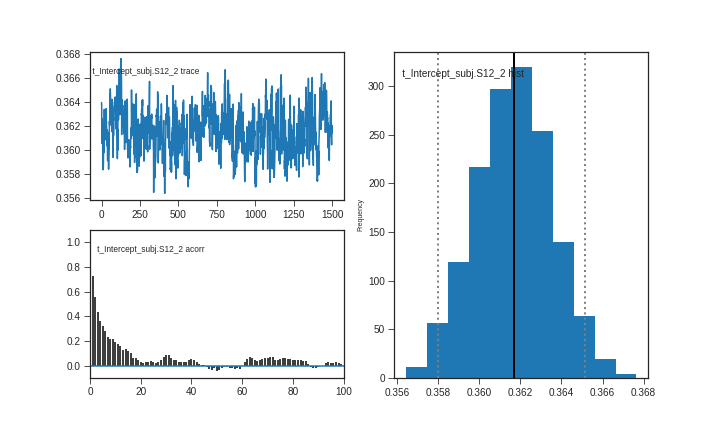 0.368
0.366
0.364
0.362
0.360
0.358
0.356
t_Intercept_subj.S12_2 trace
0 250 500 750 1000 1250 1500
1.0
0.8
0.6
0.4
0.2
0.0
t_Intercept_subj.S12_2 acorr
0 20 40 60 80 100
Frequency
300
250
200
150
100
50
0
t_Intercept_subj.S12_2 hist
0.356 0.358 0.360 0.362 0.364 0.366 0.368